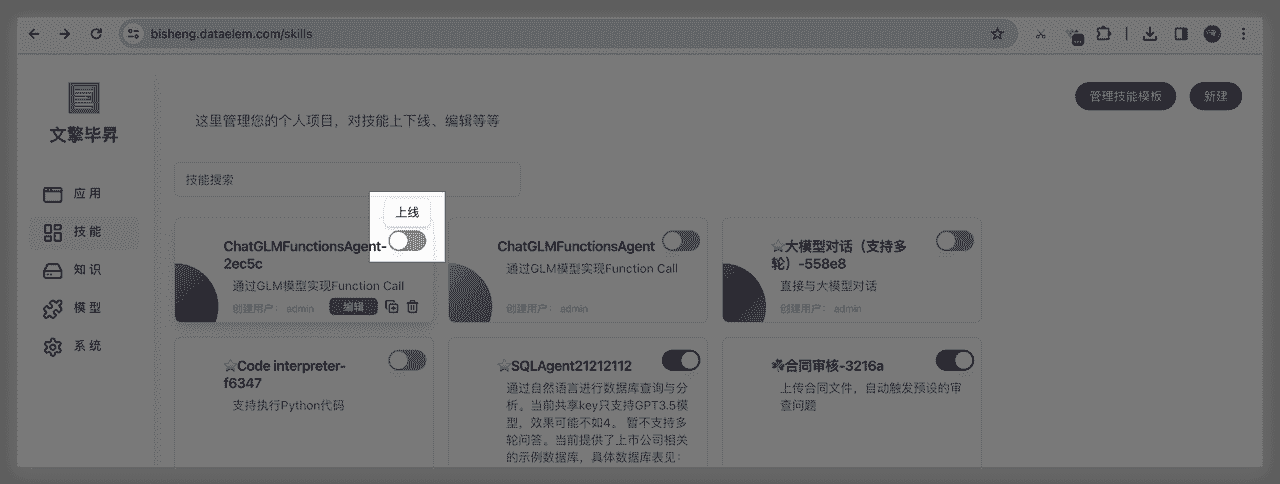 bisheng.dataelem.com/skills
管理技能模板
新建
文擎毕昇
这里管理您的个人项目，对技能上下线、编辑等等
应用
技能
知识
模型
系统
技能搜索
上线
ChatGLMFunctionsAgent-
2ec5c
通过GLM模型实现Function Call
创建用户： admin
编辑
ChatGLMFunctionsAgent
通过GLM模型实现Function Call
创建用户： admin
⭐大模型对话（支持多
轮）-558e8
直接与大模型对话
创建用户： admin
⭐Code interpreter-
f6347
支持执行Python代码
⭐SQLAgent21212112
通过自然语言进行数据库查询与分
析。当前共享key只支持GPT3.5模
型，效果可能不如4。 暂不支持多
轮问答。当前提供了上市公司相关
的示例数据库，具体数据库表见：
☘合同审核-3216a
上传合同文件，自动触发预设的审
查问题